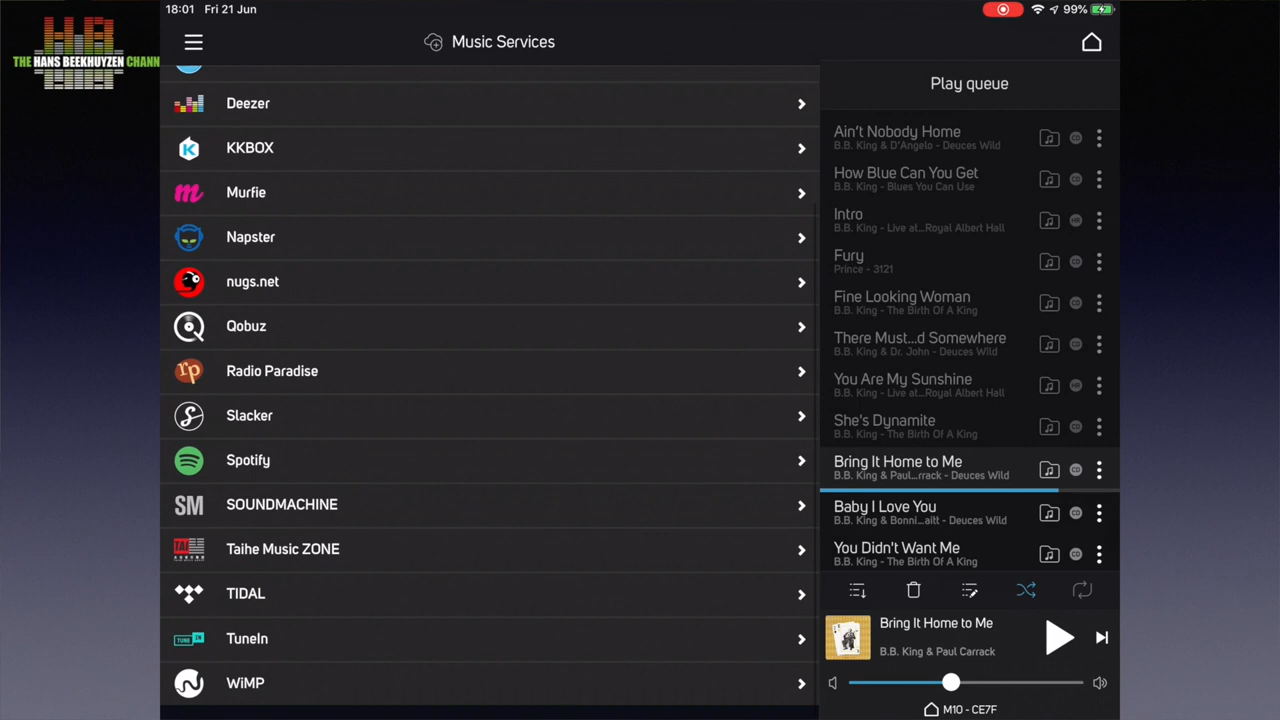 18:01 Fri 21 Jun
99%
THE HANS BEEKHUYZEN CHANN
Music Services
Deezer
KKBOX
Murfie
Napster
nugs.net
Qobuz
Radio Paradise
Slacker
Spotify
SM SOUNDMACHINE
Taihe Music ZONE
TIDAL
TUNE IN TuneIn
WiMP
Play queue
Ain't Nobody Home
B.B. King & D'Angelo - Deuces Wild
How Blue Can You Get
B.B. King - Blues You Can Use
Intro
B.B. King - Live at...Royal Albert Hall
Fury
Prince - 3121
Fine Looking Woman
B.B. King - The Birth Of A King
There Must...d Somewhere
B.B. King & Dr. John - Deuces Wild
You Are My Sunshine
B.B. King - Live at...Royal Albert Hall
She's Dynamite
B.B. King - The Birth Of A King
Bring It Home to Me
B.B. King & Paul...rrack - Deuces Wild
Baby I Love You
B.B. King & Bonni...aitt - Deuces Wild
You Didn't Want Me
B.B. King - The Birth Of A King
Bring It Home to Me
B.B. King & Paul Carrack
M10 - CE7F